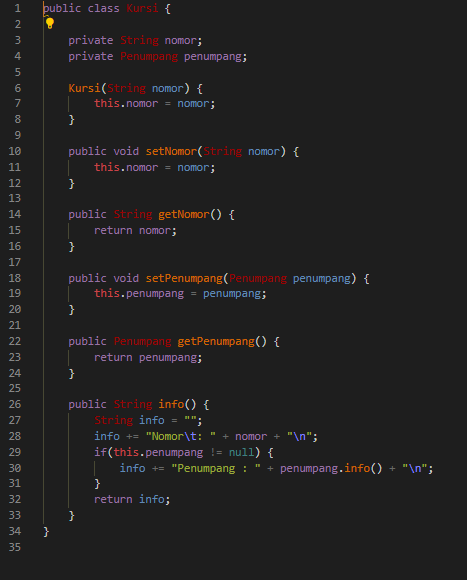 1 public class Kursi {
2
3     private String nomor;
4     private Penumpang penumpang;
5
6     Kursi(String nomor) {
7         this.nomor = nomor;
8     }
9
10     public void setNomor(String nomor) {
11         this.nomor = nomor;
12     }
13
14     public String getNomor() {
15         return nomor;
16     }
17
18     public void setPenumpang(Penumpang penumpang) {
19         this.penumpang = penumpang;
20     }
21
22     public Penumpang getPenumpang() {
23         return penumpang;
24     }
25
26     public String info() {
27         String info = "";
28         info += "Nomor\t: " + nomor + "\n";
29         if(this.penumpang != null) {
30             info += "Penumpang : " + penumpang.info() + "\n";
31         }
32         return info;
33     }
34 }
35